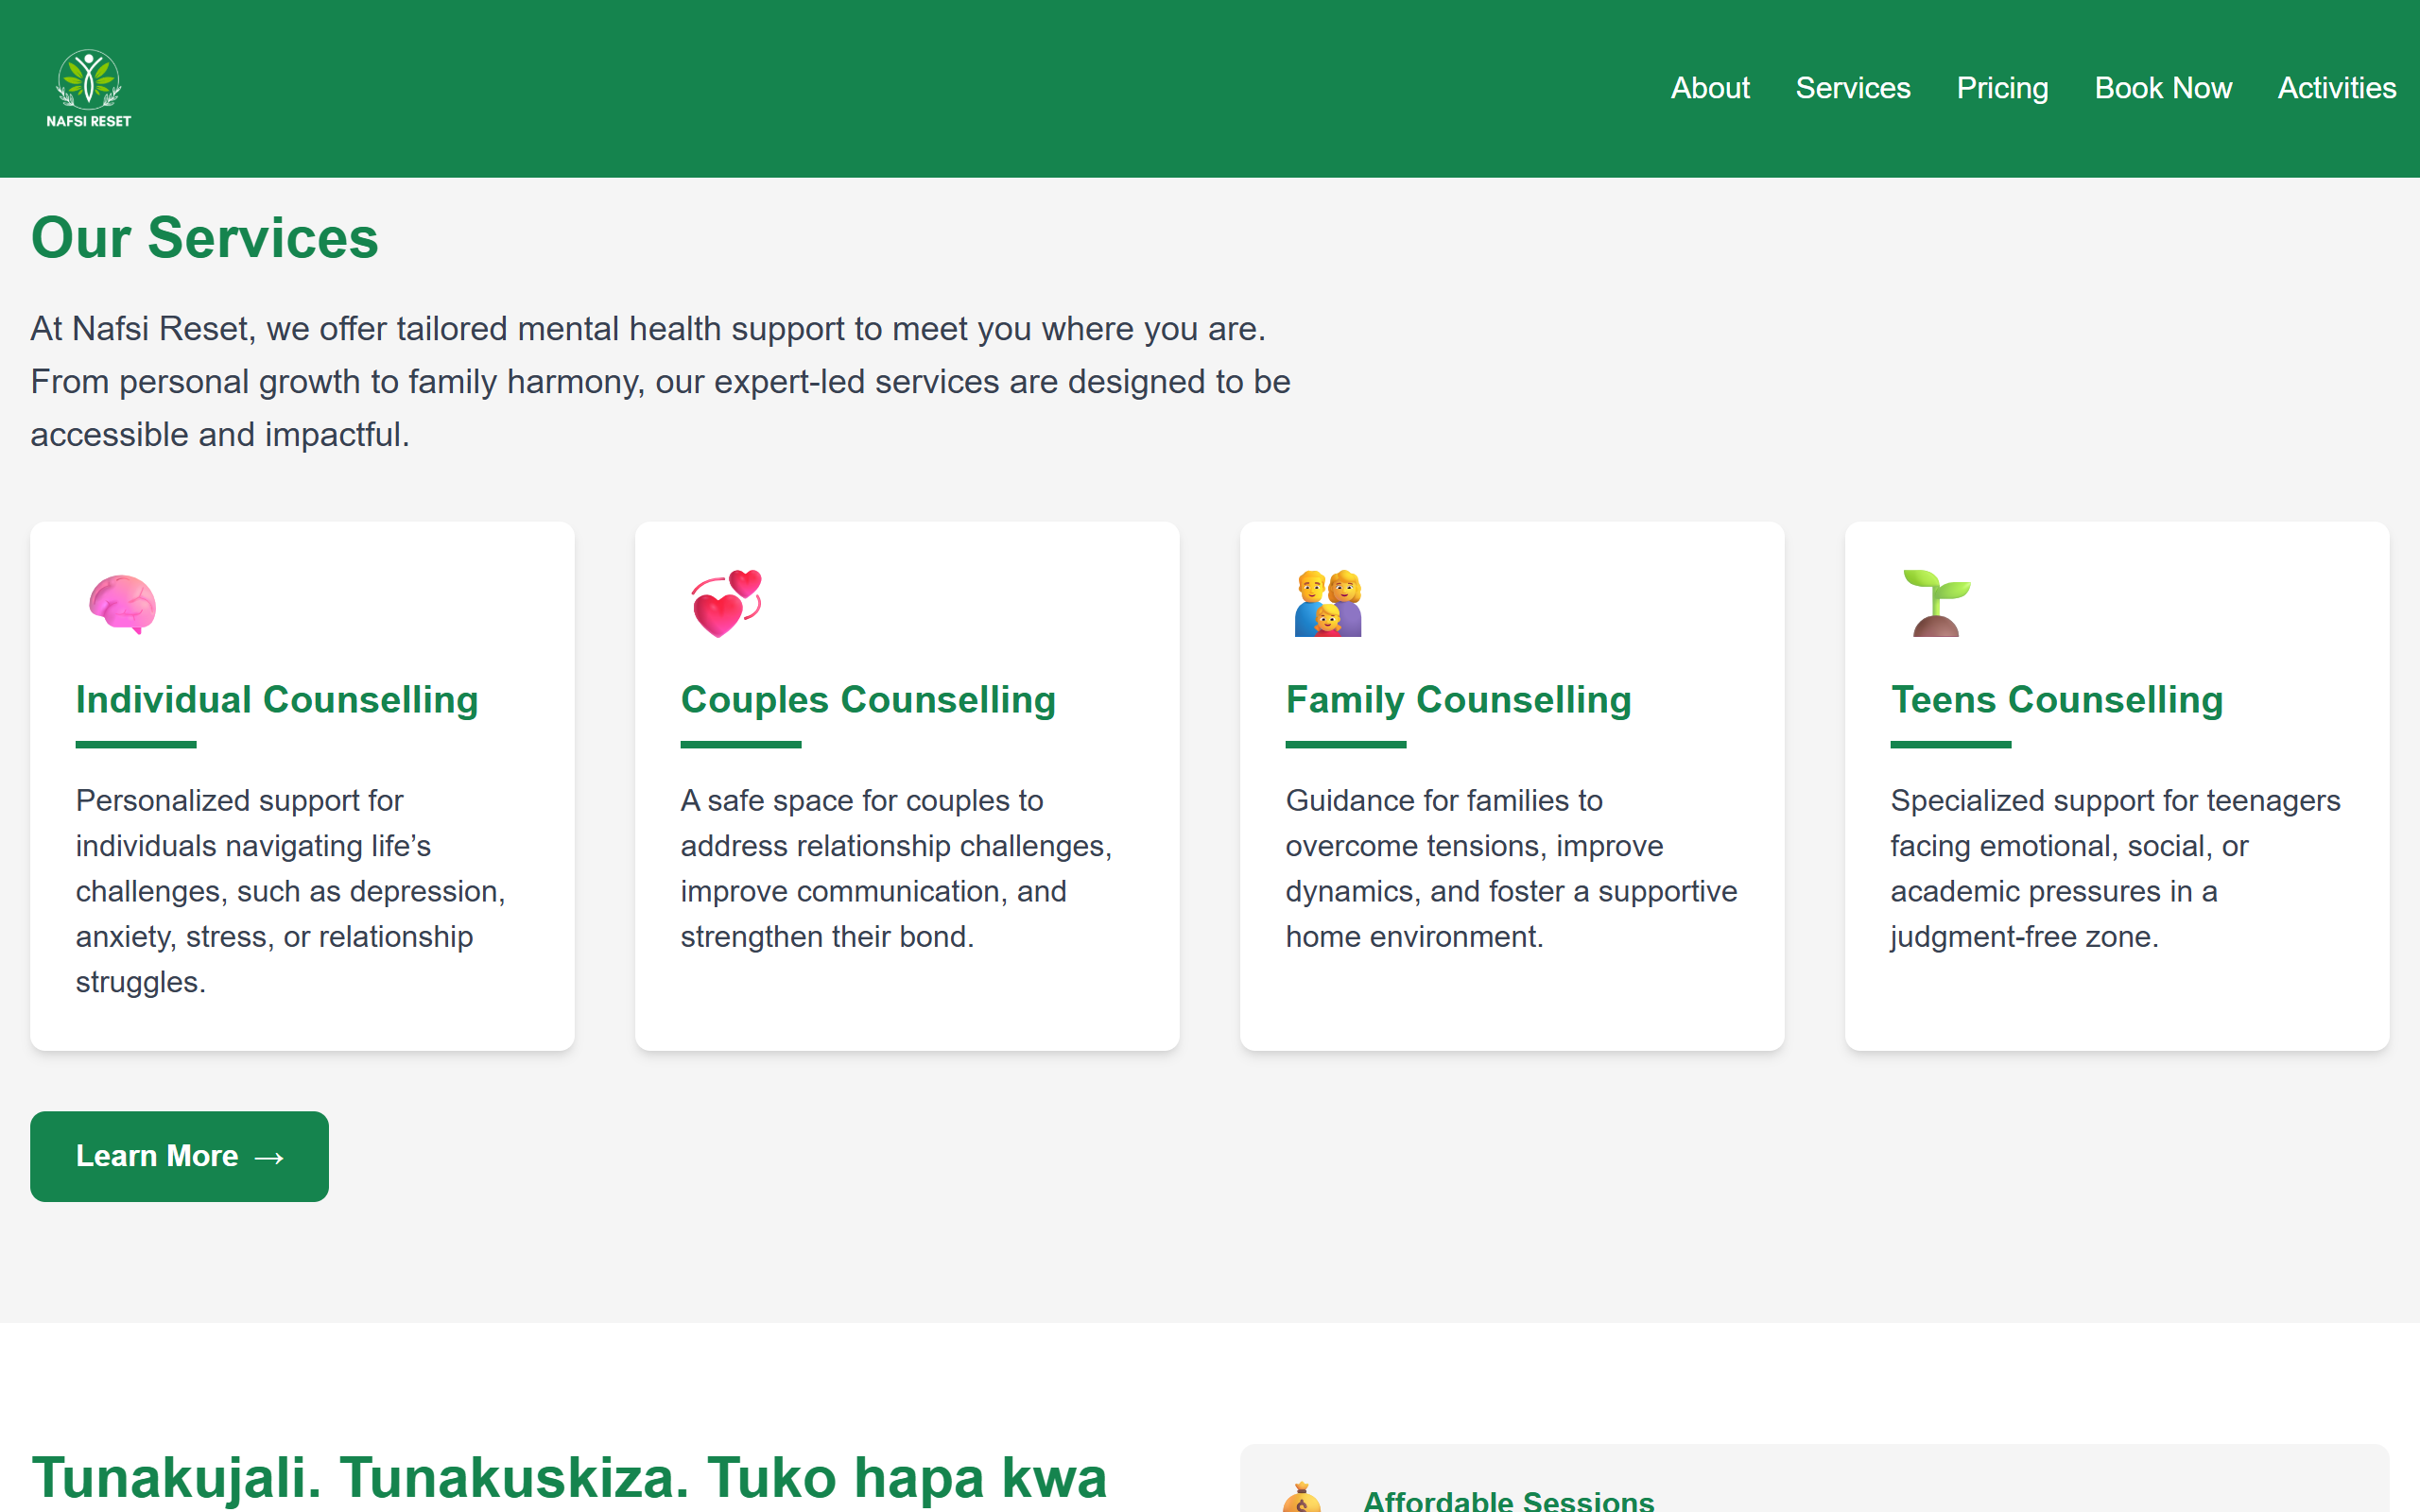 NAFSI RESET
About
Services
Pricing
Book Now
Activities
Our Services
At Nafsi Reset, we offer tailored mental health support to meet you where you are.
From personal growth to family harmony, our expert-led services are designed to be
accessible and impactful.
Individual Counselling
Personalized support for
individuals navigating life’s
challenges, such as depression,
anxiety, stress, or relationship
struggles.
Couples Counselling
A safe space for couples to
address relationship challenges,
improve communication, and
strengthen their bond.
Family Counselling
Guidance for families to
overcome tensions, improve
dynamics, and foster a supportive
home environment.
Teens Counselling
Specialized support for teenagers
facing emotional, social, or
academic pressures in a
judgment-free zone.
Learn More →
Tunakujali. Tunakuskiza. Tuko hapa kwa
Affordable Sessions